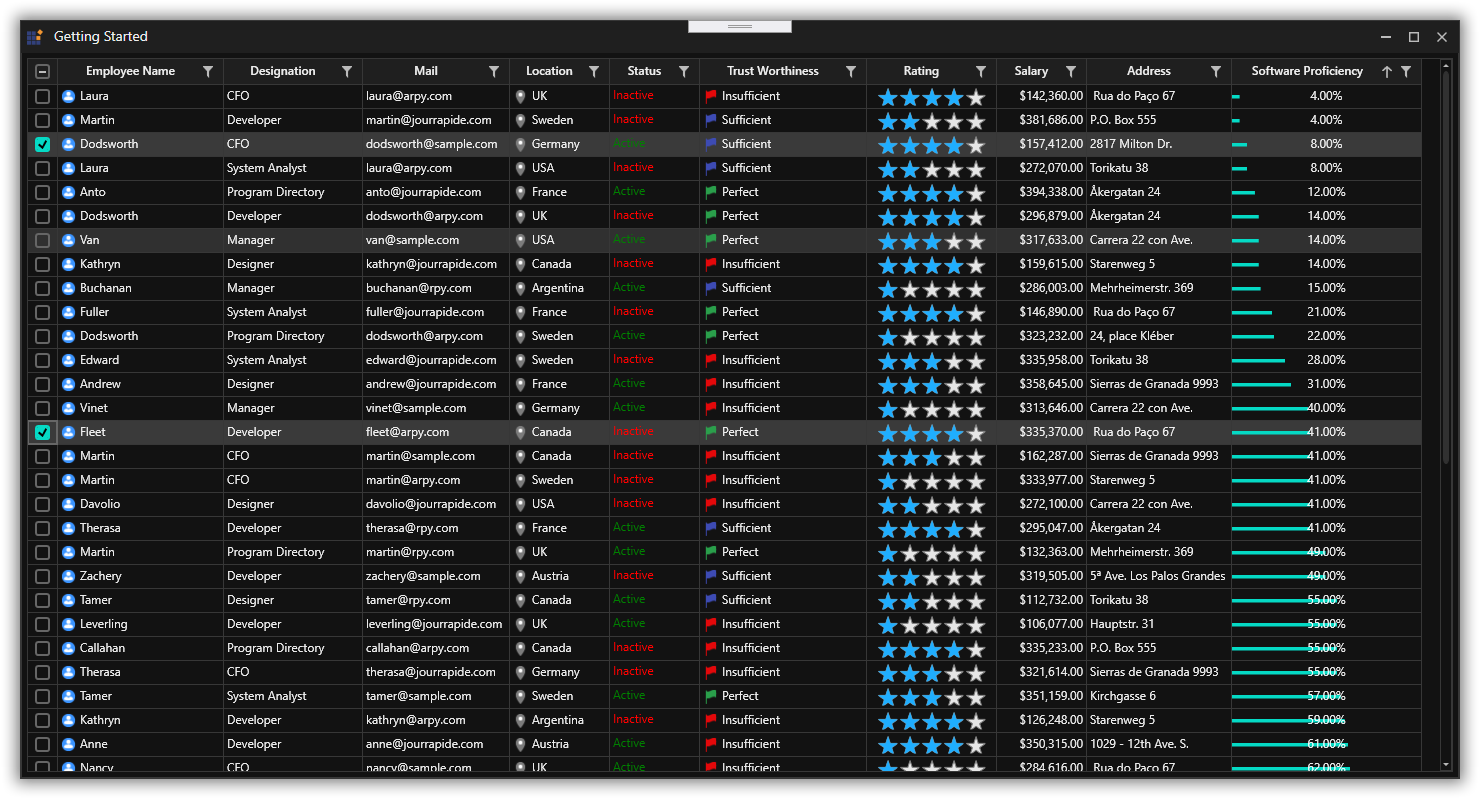 Getting Started
Employee Name Designation Mail Location Status Trust Worthiness Rating Salary Address Software Proficiency
Laura CFO laura@arpy.com UK Inactive Insufficient $142,360.00 Rua do Paço 67 4.00%
Martin Developer martin@jourrapide.com Sweden Inactive Sufficient $381,686.00 P.O. Box 555 4.00%
Dodsworth CFO dodsworth@sample.com Germany Active Sufficient $157,412.00 2817 Milton Dr. 8.00%
Laura System Analyst laura@arpy.com USA Inactive Sufficient $272,070.00 Torikatu 38 8.00%
Anto Program Directory anto@jourrapide.com France Active Perfect $394,338.00 Åkergatan 24 12.00%
Dodsworth Developer dodsworth@arpy.com UK Inactive Perfect $296,879.00 Åkergatan 24 14.00%
Van Manager van@sample.com USA Active Perfect $317,633.00 Carrera 22 con Ave. 14.00%
Kathryn Designer kathryn@jourrapide.com Canada Inactive Insufficient $159,615.00 Starenweg 5 14.00%
Buchanan Manager buchanan@rpy.com Argentina Active Sufficient $286,003.00 Mehrheimerstr. 369 15.00%
Fuller System Analyst fuller@jourrapide.com France Inactive Perfect $146,890.00 Rua do Paço 67 21.00%
Dodsworth Program Directory dodsworth@arpy.com Sweden Active Perfect $323,232.00 24, place Kléber 22.00%
Edward System Analyst edward@jourrapide.com Sweden Inactive Insufficient $335,958.00 Torikatu 38 28.00%
Andrew Designer andrew@jourrapide.com France Active Insufficient $358,645.00 Sierras de Granada 9993 31.00%
Vinet Manager vinet@sample.com Germany Active Insufficient $313,646.00 Carrera 22 con Ave. 40.00%
Fleet Developer fleet@arpy.com Canada Inactive Perfect $335,370.00 Rua do Paço 67 41.00%
Martin CFO martin@sample.com Canada Inactive Insufficient $162,287.00 Sierras de Granada 9993 41.00%
Martin CFO martin@arpy.com Sweden Inactive Insufficient $333,977.00 Starenweg 5 41.00%
Davolio Designer davolio@jourrapide.com USA Inactive Insufficient $272,100.00 Carrera 22 con Ave. 41.00%
Therasa Developer therasa@rpy.com France Active Sufficient $295,047.00 Åkergatan 24 41.00%
Martin Program Directory martin@rpy.com UK Active Perfect $132,363.00 Mehrheimerstr. 369 49.00%
Zachery Developer zachery@sample.com Austria Inactive Sufficient $319,505.00 5ª Ave. Los Palos Grandes 49.00%
Tamer Designer tamer@rpy.com Canada Active Sufficient $112,732.00 Torikatu 38 55.00%
Leverling Developer leverling@jourrapide.com UK Active Insufficient $106,077.00 Hauptstr. 31 55.00%
Callahan Program Directory callahan@arpy.com Canada Inactive Insufficient $335,233.00 P.O. Box 555 55.00%
Therasa CFO therasa@jourrapide.com Germany Inactive Insufficient $321,614.00 Sierras de Granada 9993 55.00%
Tamer System Analyst tamer@sample.com Sweden Active Perfect $351,159.00 Kirchgasse 6 57.00%
Kathryn Developer kathryn@arpy.com Argentina Inactive Insufficient $126,248.00 Starenweg 5 59.00%
Anne Developer anne@jourrapide.com Austria Active Insufficient $350,315.00 1029 - 12th Ave. S. 61.00%
Nancy CFO nancy@sample.com UK Active Insufficient $284,616.00 Rua do Paço 67 62.00%